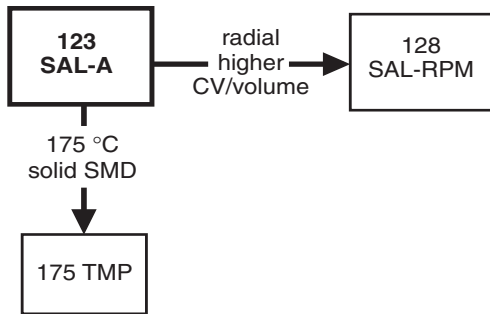 123
SAL-A
radial
higher
CV/volume
128
SAL-RPM
175 °C
solid SMD
175 TMP